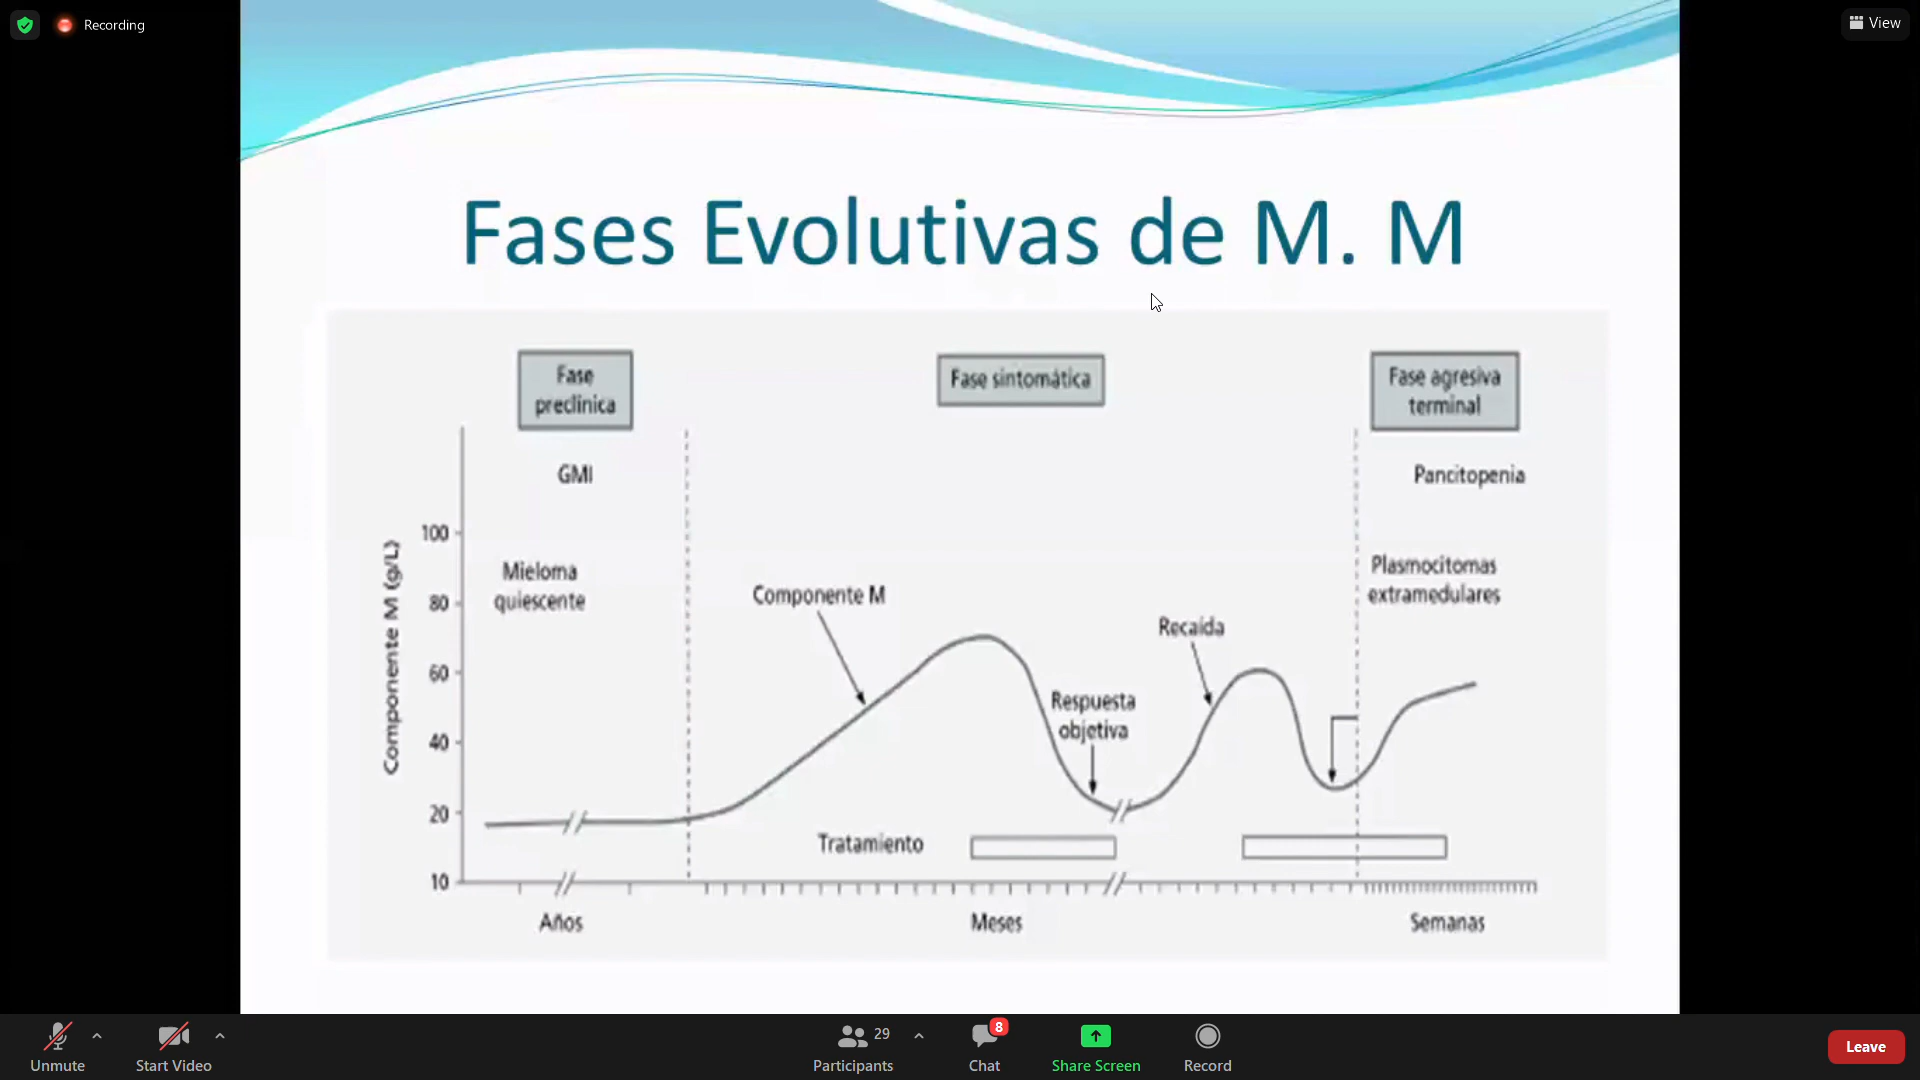 Recording
View
Fases Evolutivas de M. M
Fase
preclínica
Fase sintomática
Fase agresiva
terminal
GMI
Pancitopenia
Mieloma
quiescente
Componente M
Recaída
Plasmocitomas
extramedulares
Respuesta
objetiva
Componente M (g/L)
100
80
60
40
20
10
Tratamiento
Años
Meses
Semanas
Unmute
Start Video
29
Participants
8
Chat
Share Screen
Record
Leave